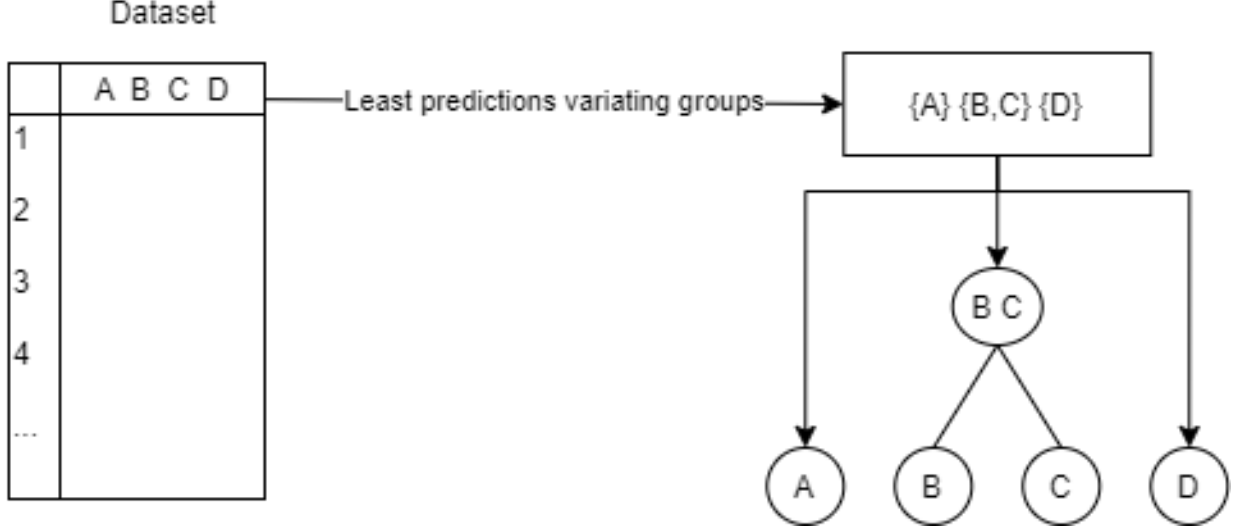 Dataset
A B C D
Least predictions variating groups
{A} {B,C} {D}
1
2
3
4
...
B C
A
B
C
D